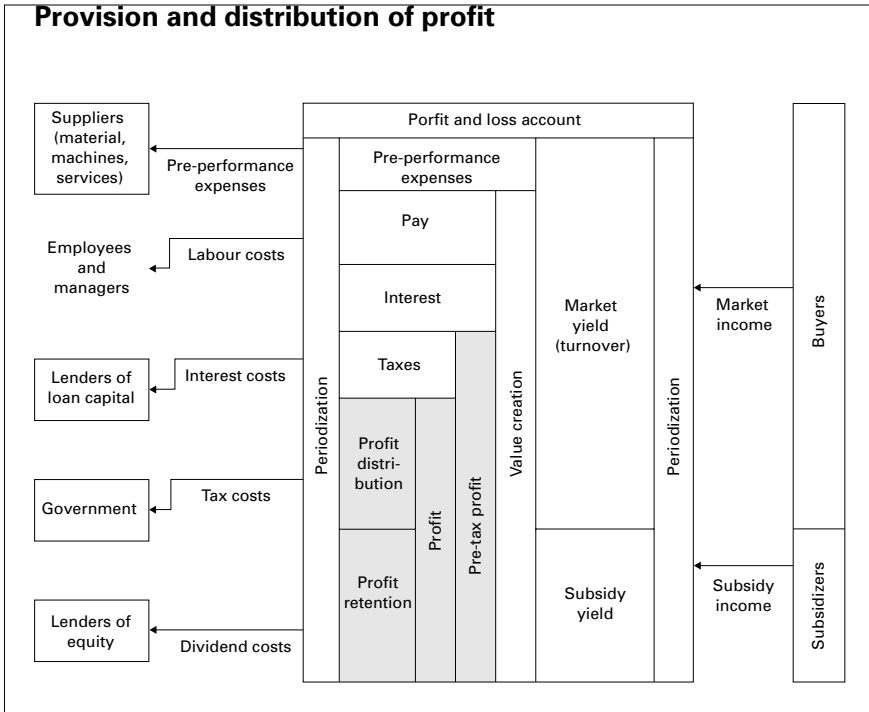 Provision and distribution of profit
Suppliers
(material,
machines,
services)
Pre-performance
expenses
Employees
and
managers
Labour costs
Lenders of
loan capital
Interest costs
Government
Tax costs
Lenders of
equity
Dividend costs
Porfit and loss account
Periodization
Pre-performance
expenses
Pay
Interest
Taxes
Profit
distri-
bution
Profit
retention
Profit
Pre-tax profit
Value creation
Market
yield
(turnover)
Subsidy
yield
Periodization
Market
income
Subsidy
income
Buyers
Subsidizers